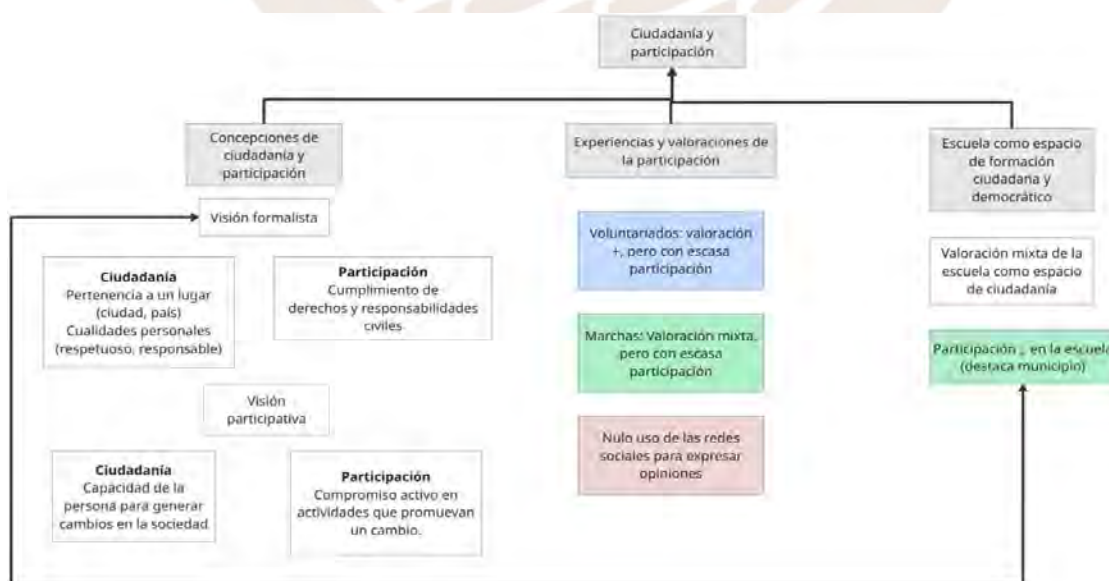 Ciudadanía y
participación
Concepciones de
ciudadanía y
participación
Visión formalista
Ciudadanía
Pertenencia a un lugar
(ciudad, país)
Cualidades personales
(respetuoso, responsable)
Participación
Cumplimiento de
derechos y responsabilidades
civiles
Visión
participativa
Ciudadanía
Capacidad de la
persona para generar
cambios en la sociedad
Participación
Compromiso activo en
actividades que promuevan
un cambio.
Experiencias y valoraciones de
la participación
Voluntariados: valoración
+, pero con escasa
participación
Marchas: Valoración mixta,
pero con escasa
participación
Nulo uso de las redes
sociales para expresar
opiniones
Escuela como espacio
de formación
ciudadana y
democrático
Valoración mixta de la
escuela como espacio
de ciudadanía
Participación en la escuela
(destaca municipio)